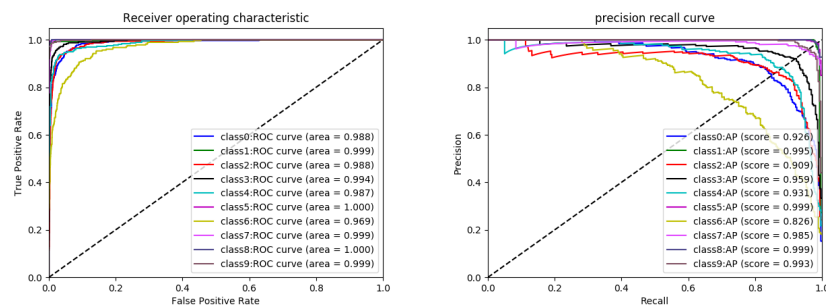 Receiver operating characteristic
1.0
0.8
0.6
0.4
0.2
0.0
True Positive Rate
0.0 0.2 0.4 0.6 0.8 1.0
False Positive Rate
class0:ROC curve (area = 0.988)
class1:ROC curve (area = 0.999)
class2:ROC curve (area = 0.988)
class3:ROC curve (area = 0.994)
class4:ROC curve (area = 0.987)
class5:ROC curve (area = 1.000)
class6:ROC curve (area = 0.969)
class7:ROC curve (area = 0.999)
class8:ROC curve (area = 1.000)
class9:ROC curve (area = 0.999)
precision recall curve
1.0
0.8
0.6
0.4
0.2
0.0
Precision
0.0 0.2 0.4 0.6 0.8 1.0
Recall
class0:AP (score = 0.926)
class1:AP (score = 0.995)
class2:AP (score = 0.909)
class3:AP (score = 0.959)
class4:AP (score = 0.931)
class5:AP (score = 0.999)
class6:AP (score = 0.826)
class7:AP (score = 0.985)
class8:AP (score = 0.999)
class9:AP (score = 0.993)